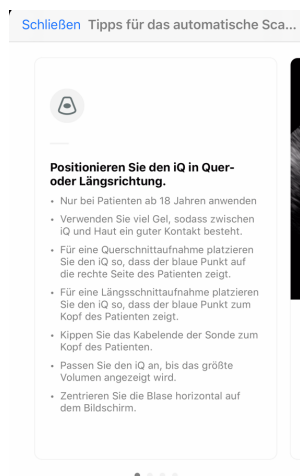 Schließen Tipps für das automatische Sca...
Positionieren Sie den iQ in Quer-
oder Längsrichtung.
• Nur bei Patienten ab 18 Jahren anwenden
• Verwenden Sie viel Gel, sodass zwischen
iQ und Haut ein guter Kontakt besteht.
• Für eine Querschnittaufnahme platzieren
Sie den iQ so, dass der blaue Punkt auf
die rechte Seite des Patienten zeigt.
• Für eine Längsschnittaufnahme platzieren
Sie den iQ so, dass der blaue Punkt zum
Kopf des Patienten zeigt.
• Kippen Sie das Kabelende der Sonde zum
Kopf des Patienten.
• Passen Sie den iQ an, bis das größte
Volumen angezeigt wird.
• Zentrieren Sie die Blase horizontal auf
dem Bildschirm.